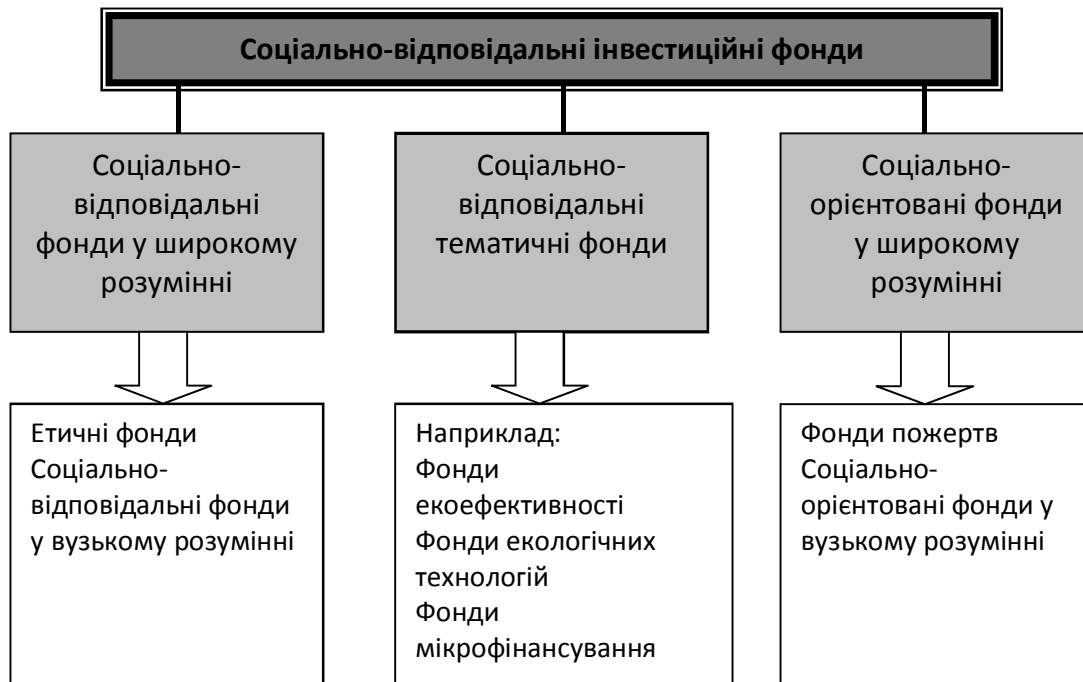 Соціально-відповідальні інвестиційні фонди
Соціально-
відповідальні
фонди у широкому
розумінні
Соціально-
відповідальні
тематичні фонди
Соціально-
орієнтовані фонди
у широкому
розумінні
Етичні фонди
Соціально-
відповідальні фонди
у вузькому розумінні
Наприклад:
Фонди
екоефективності
Фонди екологічних
технологій
Фонди
мікрофінансування
Фонди пожертв
Соціально-
орієнтовані фонди у
вузькому розумінні